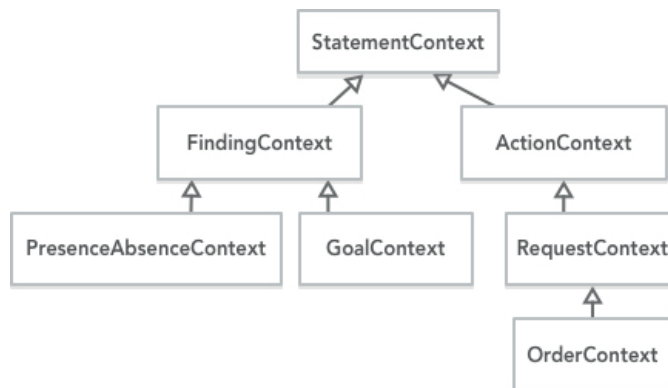 StatementContext
FindingContext
ActionContext
PresenceAbsenceContext
GoalContext
RequestContext
OrderContext